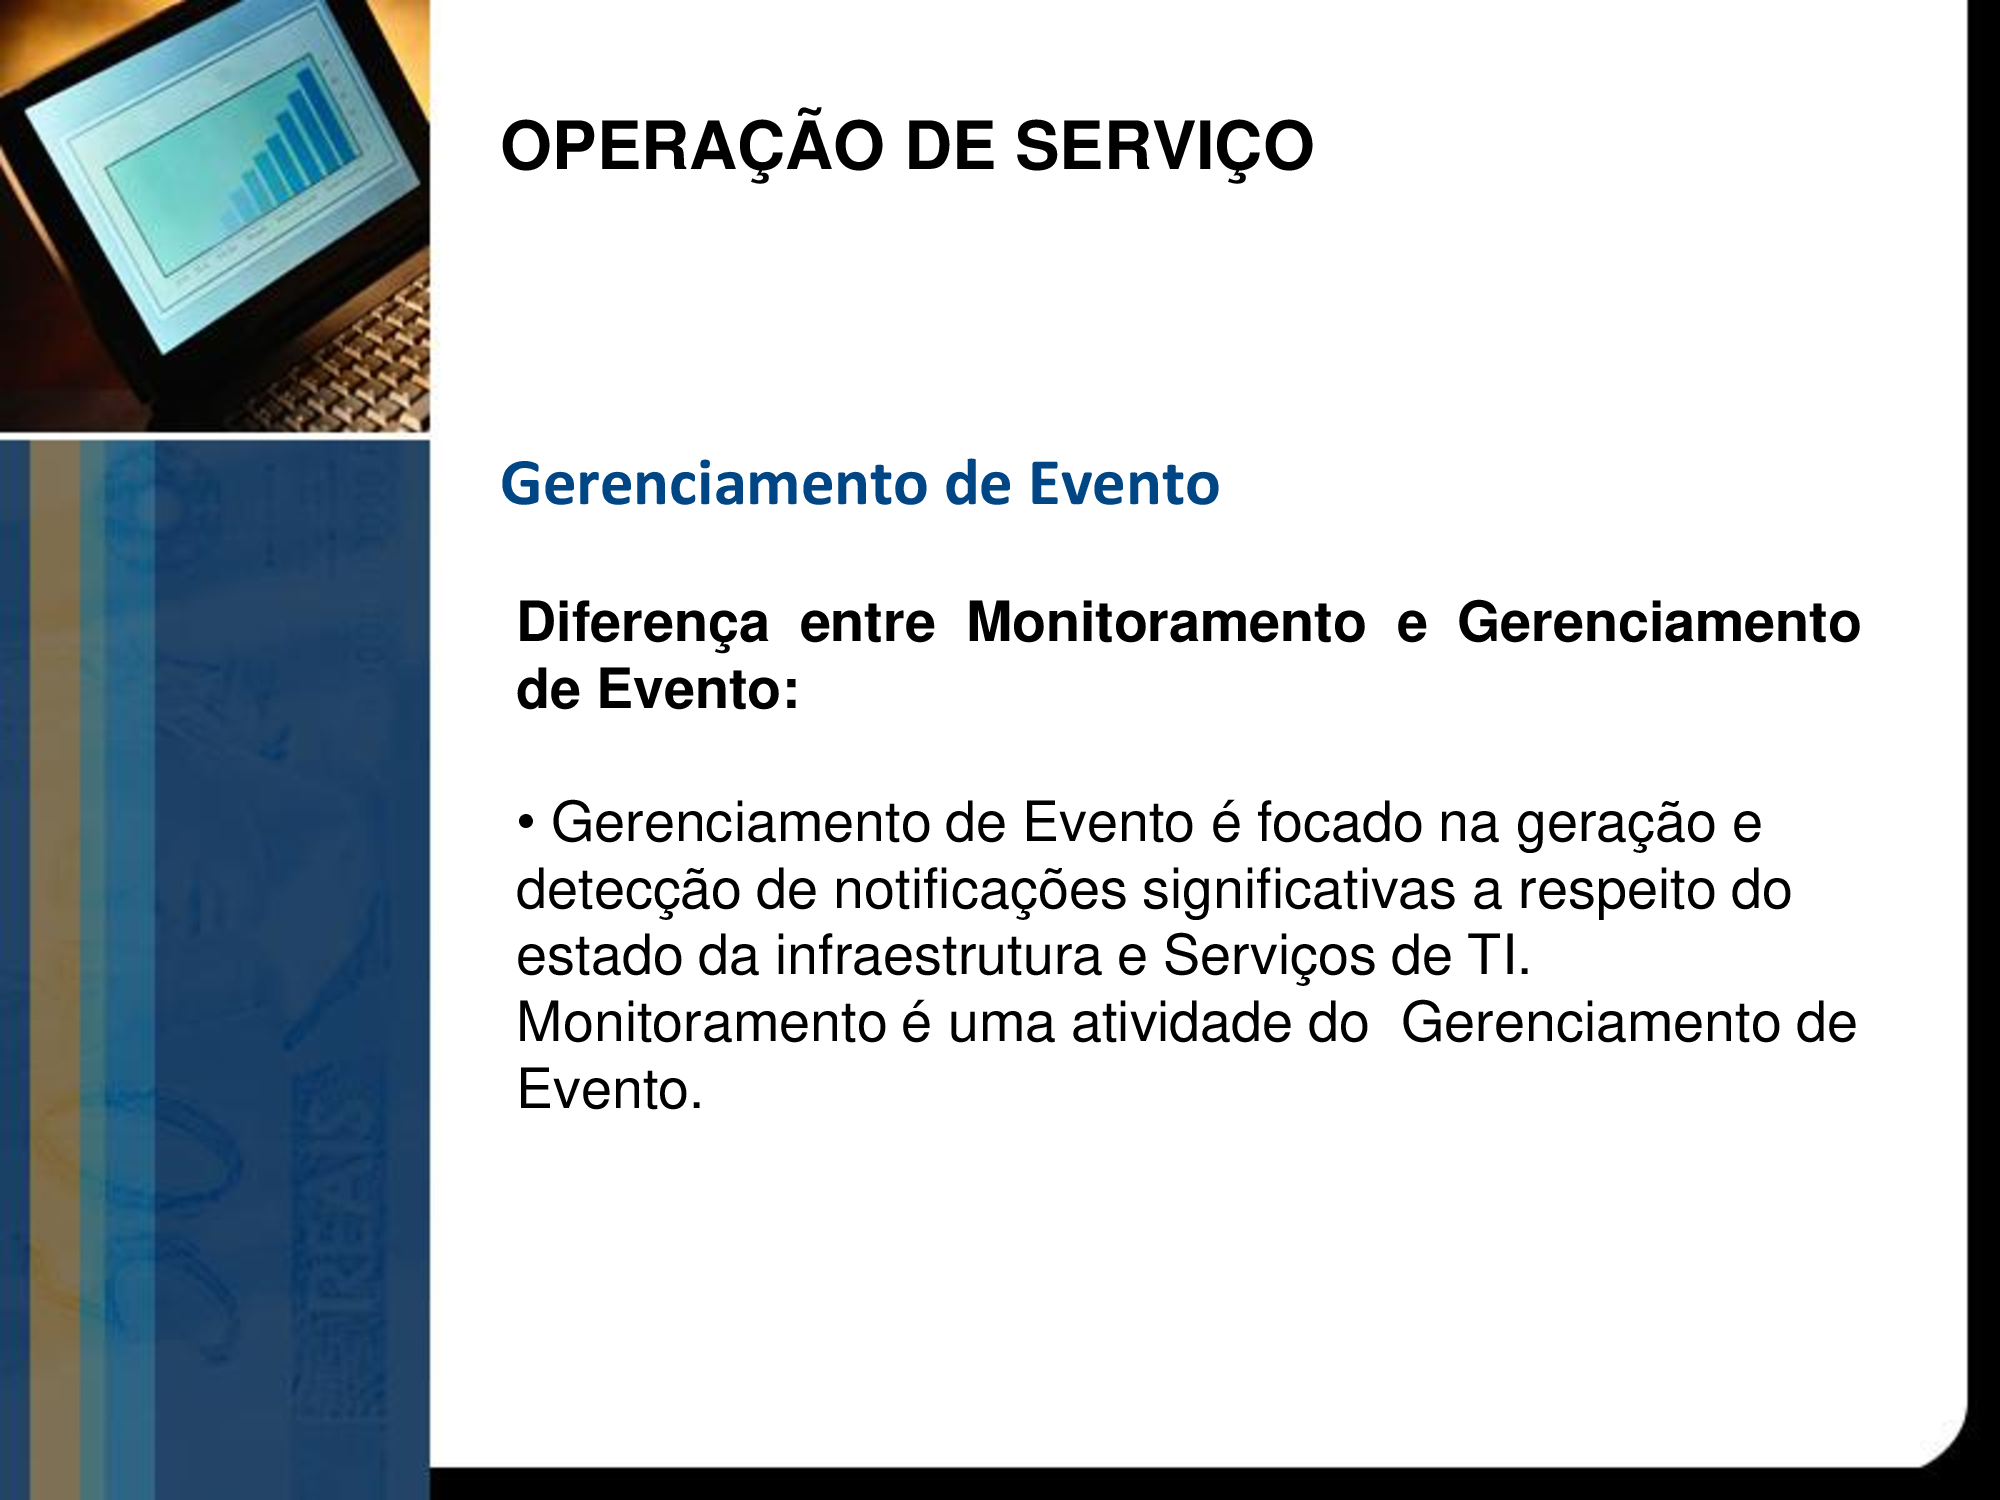 OPERAÇÃO DE SERVIÇO
Gerenciamento de Evento
Diferença entre Monitoramento e Gerenciamento
de Evento:
• Gerenciamento de Evento é focado na geração e
detecção de notificações significativas a respeito do
estado da infraestrutura e Serviços de TI.
Monitoramento é uma atividade do Gerenciamento de
Evento.
REAIS